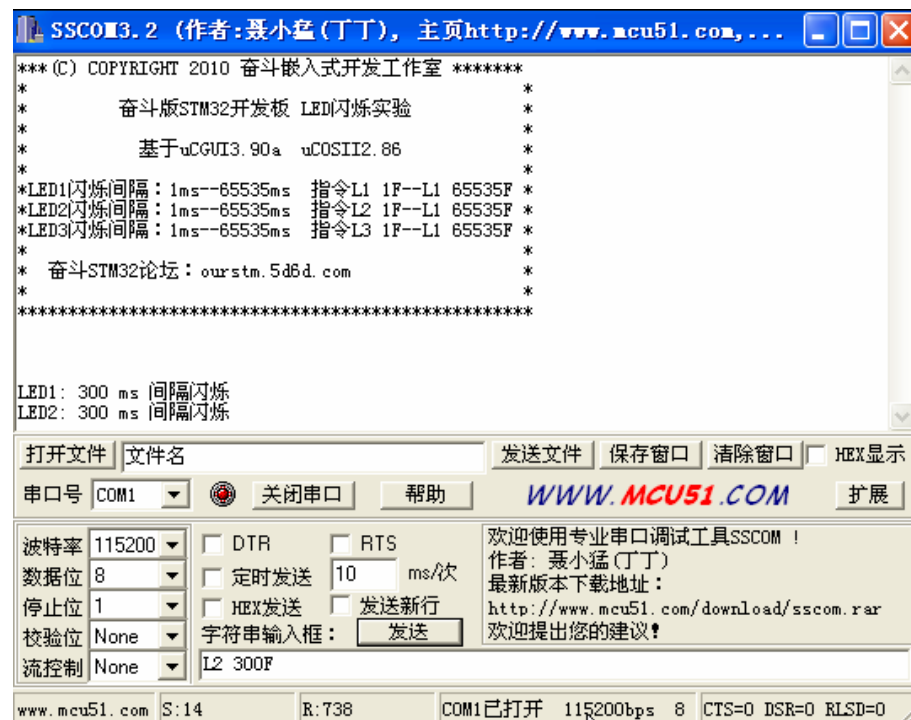 SSCOM3.2 (作者:聂小猛(丁丁), 主页http://www.mcu51.com,...
***(C) COPYRIGHT 2010 奋斗嵌入式开发工作室 *******
* *
* 奋斗版STM32开发板 LED闪烁实验 *
* *
* 基于uCGUI3.90a uCOSII2.86 *
* *
*LED1闪烁间隔：1ms--65535ms 指令L1 1F--L1 65535F *
*LED2闪烁间隔：1ms--65535ms 指令L2 1F--L1 65535F *
*LED3闪烁间隔：1ms--65535ms 指令L3 1F--L1 65535F *
* *
* 奋斗STM32论坛：ourstm.5d6d.com *
* *
***************************************************
LED1: 300 ms 间隔闪烁
LED2: 300 ms 间隔闪烁
打开文件 文件名 发送文件 保存窗口 清除窗口 HEX显示
串口号 COM1 关闭串口 帮助 WWW.MCU51.COM 扩展
波特率 115200 DTR RTS
数据位 8 定时发送 10 ms/次
停止位 1 HEX发送 发送新行
校验位 None 字符串输入框： 发送
流控制 None L2 300F
欢迎使用专业串口调试工具SSCOM！
作者: 聂小猛(丁丁)
最新版本下载地址：
http://www.mcu51.com/download/sscom.rar
欢迎提出您的建议！
www.mcu51.com S:14 R:738 COM1已打开 115200bps 8 CTS=0 DSR=0 RLSD=0